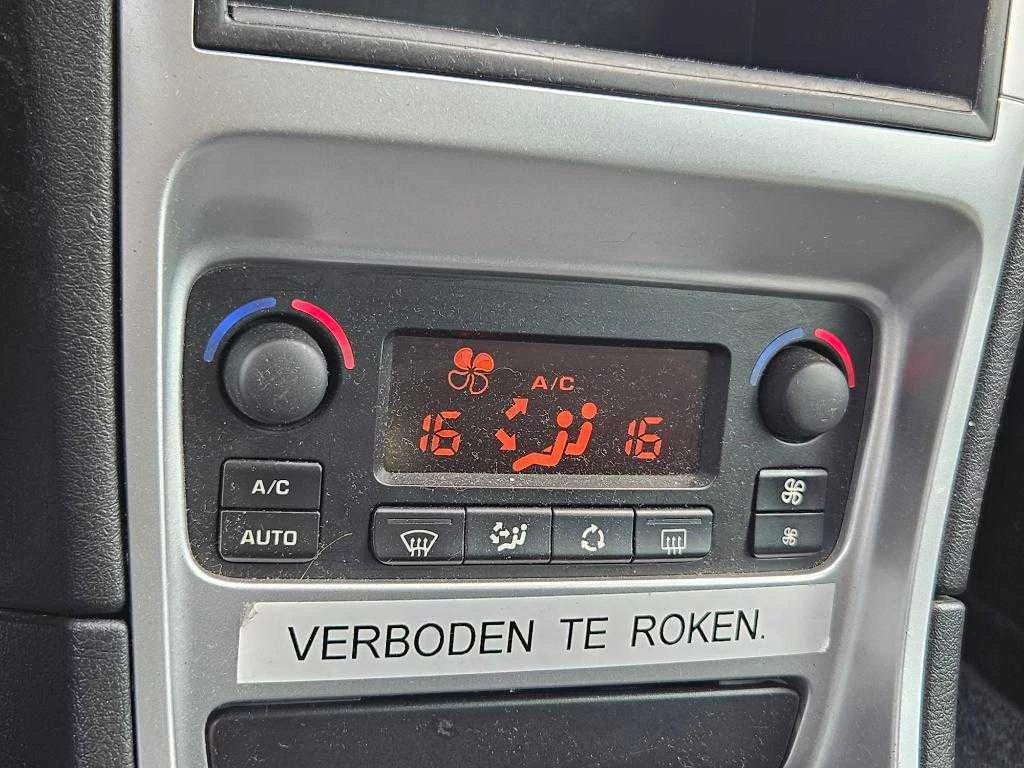 A/C
16 16
A/C
AUTO
VERBODEN TE ROKEN.